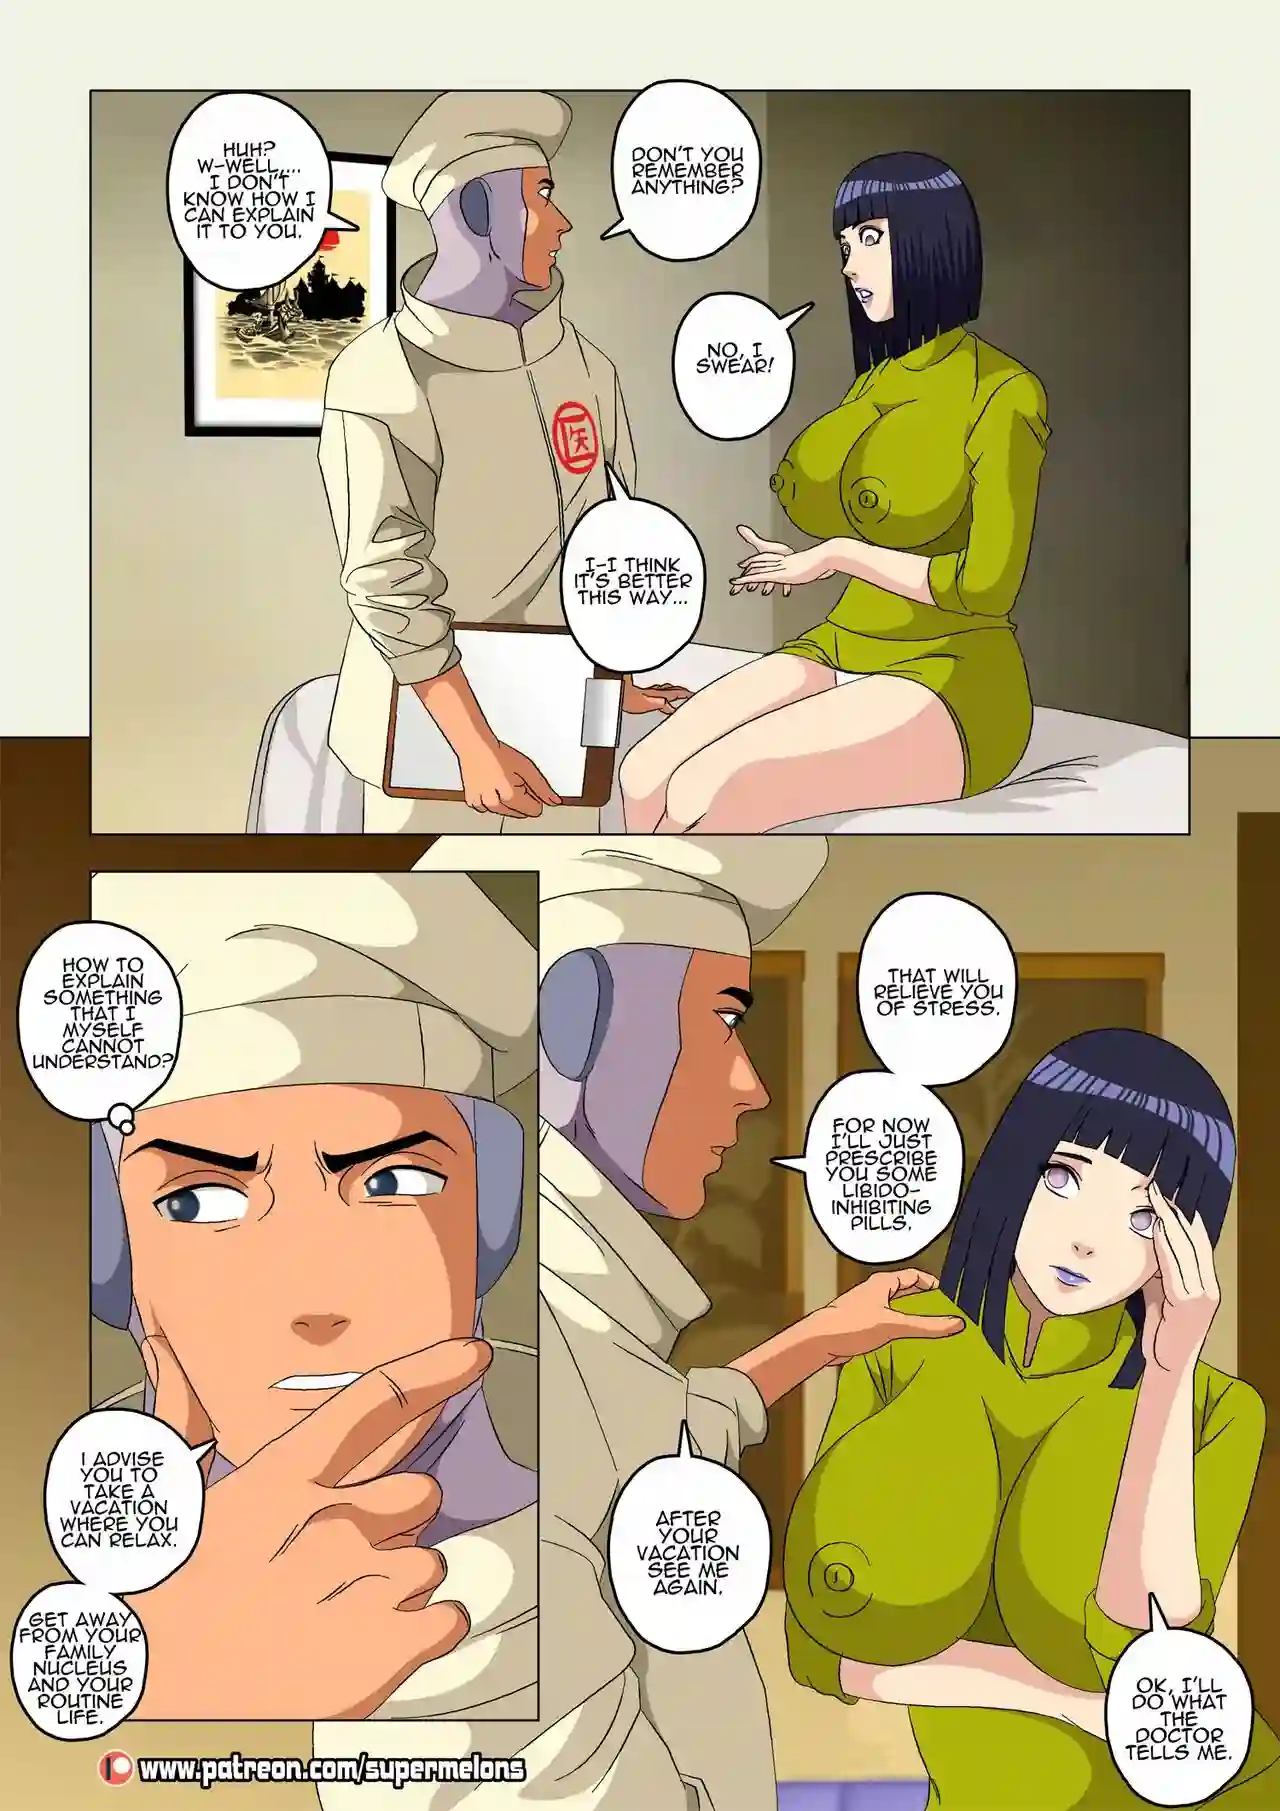 HUH?
W-WELL,...
I DON'T
KNOW HOW I
CAN EXPLAIN
IT TO YOU.
DON'T YOU
REMEMBER
ANYTHING?
NO, I
SWEAR!
医
I-I THINK
IT'S BETTER
THIS WAY...
HOW TO
EXPLAIN
SOMETHING
THAT I
MYSELF
CANNOT
UNDERSTAND?
I ADVISE
YOU TO
TAKE A
VACATION
WHERE YOU
CAN RELAX.
GET AWAY
FROM YOUR
FAMILY
NUCLEUS
AND YOUR
ROUTINE
LIFE.
THAT WILL
RELIEVE YOU
OF STRESS.
FOR NOW
I'LL JUST
PRESCRIBE
YOU SOME
LIBIDO-
INHIBITING
PILLS.
AFTER
YOUR
VACATION
SEE ME
AGAIN.
OK, I'LL
DO WHAT
THE
DOCTOR
TELLS ME.
www.patreon.com/supermelons